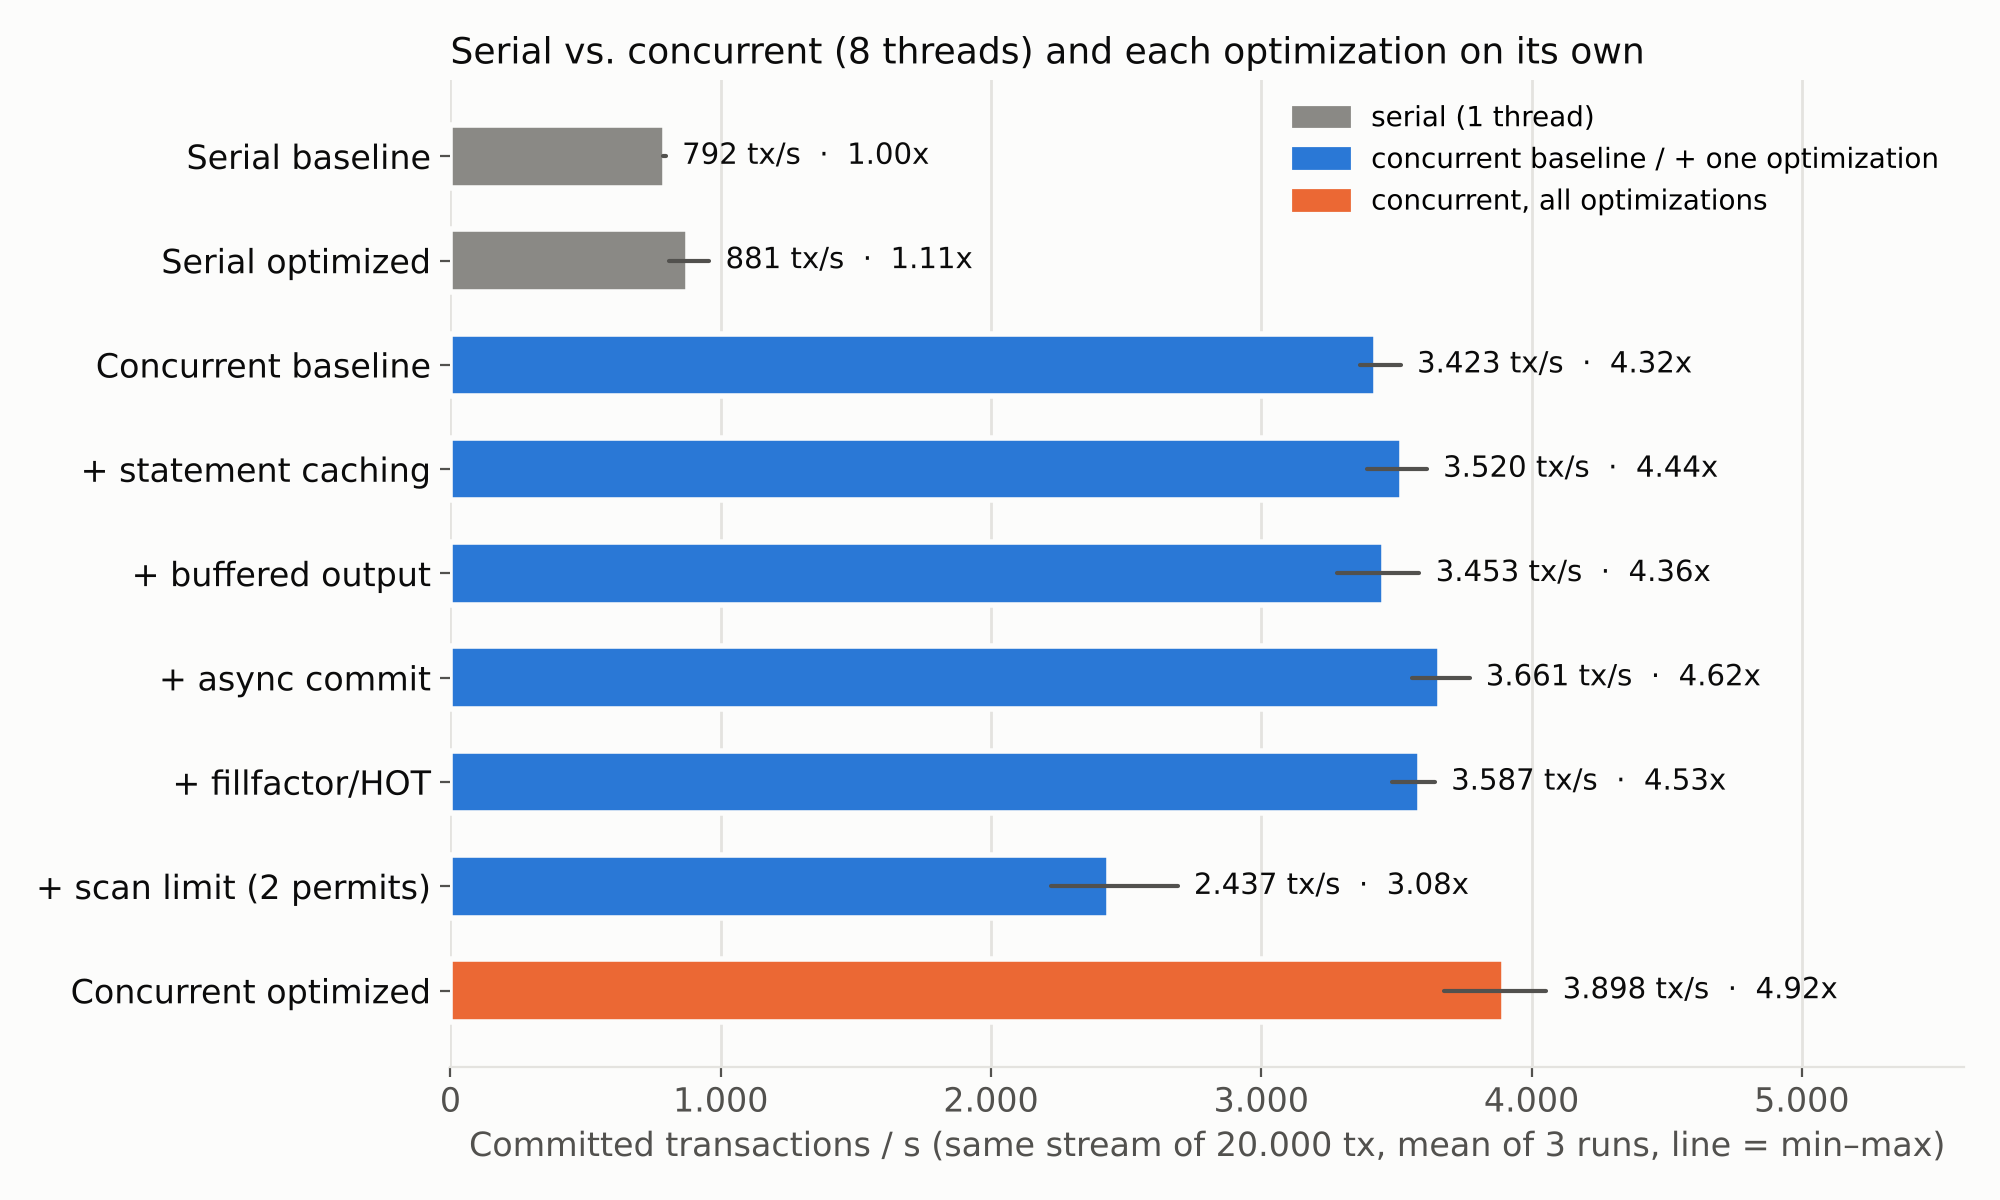 Serial vs. concurrent (8 threads) and each optimization on its own
serial (1 thread)
concurrent baseline / + one optimization
concurrent, all optimizations
Serial baseline 792 tx/s · 1.00x
Serial optimized 881 tx/s · 1.11x
Concurrent baseline 3.423 tx/s · 4.32x
+ statement caching 3.520 tx/s · 4.44x
+ buffered output 3.453 tx/s · 4.36x
+ async commit 3.661 tx/s · 4.62x
+ fillfactor/HOT 3.587 tx/s · 4.53x
+ scan limit (2 permits) 2.437 tx/s · 3.08x
Concurrent optimized 3.898 tx/s · 4.92x
0 1.000 2.000 3.000 4.000 5.000
Committed transactions / s (same stream of 20.000 tx, mean of 3 runs, line = min–max)